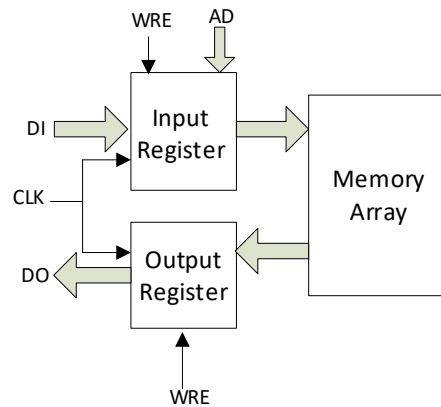 WRE
AD
DI
Input
Register
CLK
Memory
Array
DO
Output
Register
WRE